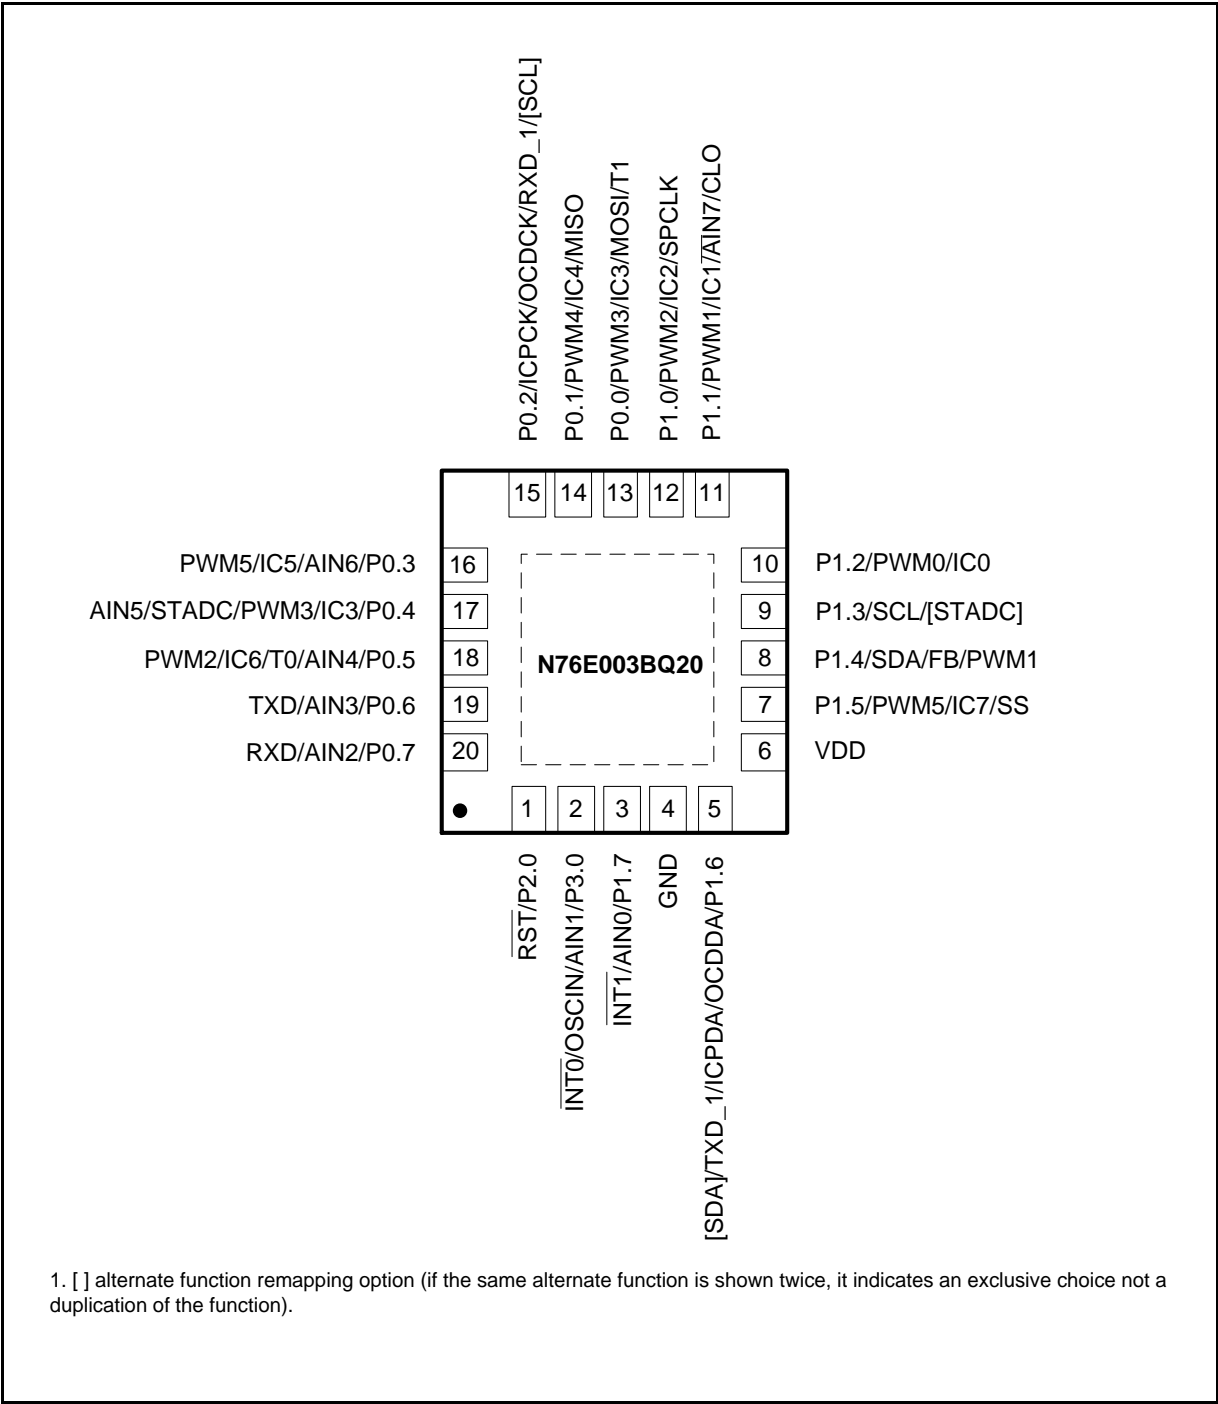 P0.2/ICPCK/OCDCK/RXD_1/[SCL]
P0.1/PWM4/IC4/MISO
P0.0/PWM3/IC3/MOSI/T1
P1.0/PWM2/IC2/SPCLK
P1.1/PWM1/IC1/AIN7/CLO
15 14 13 12 11
PWM5/IC5/AIN6/P0.3 16
AIN5/STADC/PWM3/IC3/P0.4 17
PWM2/IC6/T0/AIN4/P0.5 18
TXD/AIN3/P0.6 19
RXD/AIN2/P0.7 20
N76E003BQ20
10 P1.2/PWM0/IC0
9 P1.3/SCL/[STADC]
8 P1.4/SDA/FB/PWM1
7 P1.5/PWM5/IC7/SS
6 VDD
1 2 3 4 5
RST/P2.0
INT0/OSCIN/AIN1/P3.0
INT1/AIN0/P1.7
GND
[SDA]/TXD_1/ICPDA/OCDDA/P1.6
1. [ ] alternate function remapping option (if the same alternate function is shown twice, it indicates an exclusive choice not a
duplication of the function).